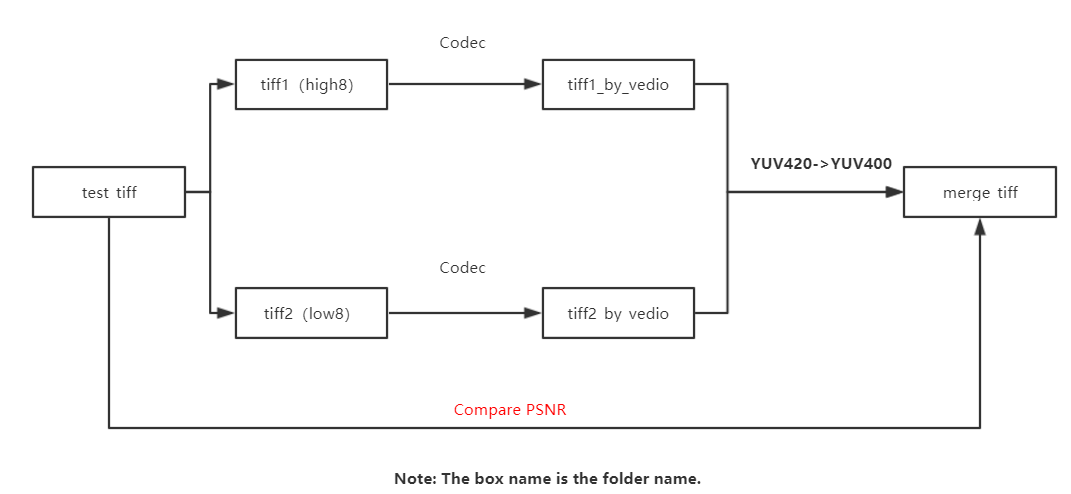 Codec
tiff1（high8）
tiff1_by_vedio
YUV420->YUV400
test tiff
merge tiff
Codec
tiff2（low8）
tiff2 by vedio
Compare PSNR
Note: The box name is the folder name.